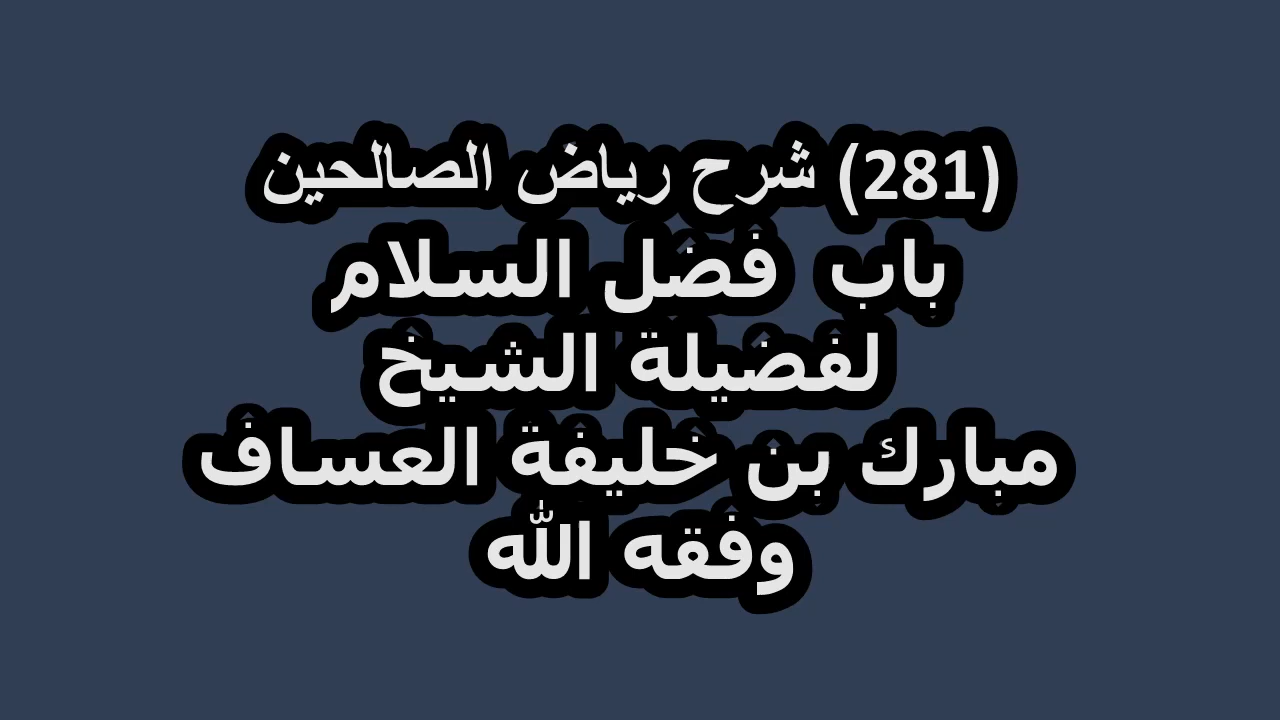 (281) شرح رياض الصالحين
باب فضل السلام
لفضيلة الشيخ
مبارك بن خليفة العساف
وفقه الله